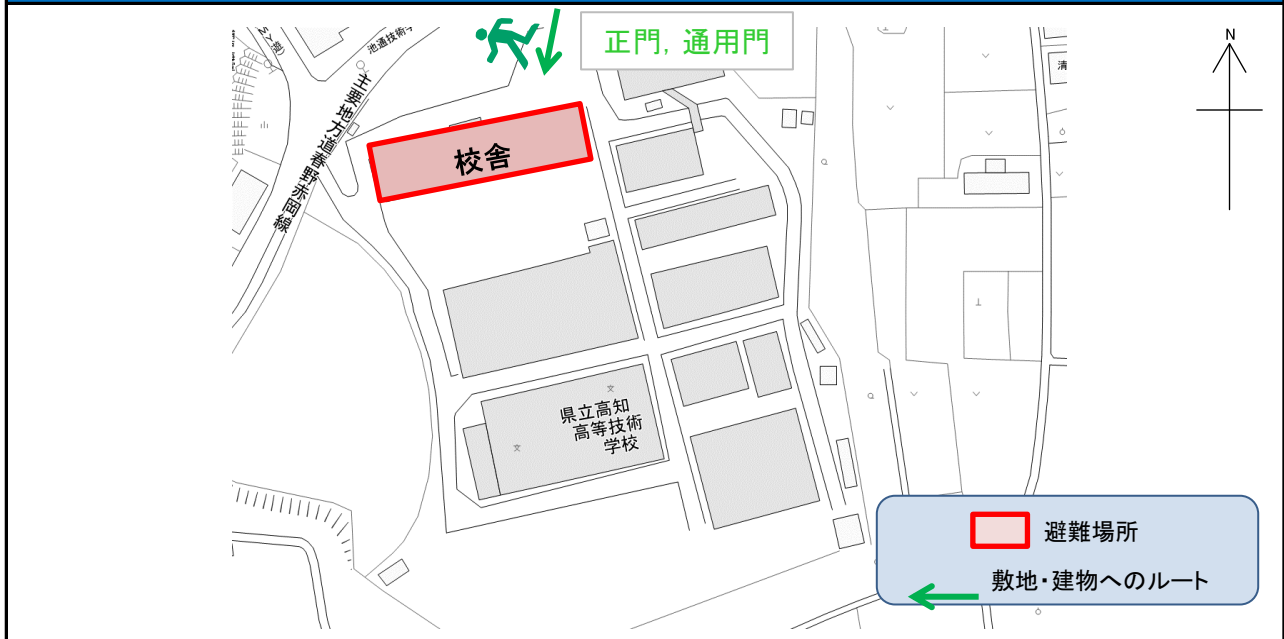 正門，通用門
N
池通技術学
主要地方道春野赤岡線
清
校舎
県立高知
高等技術
学校
避難場所
敷地・建物へのルート